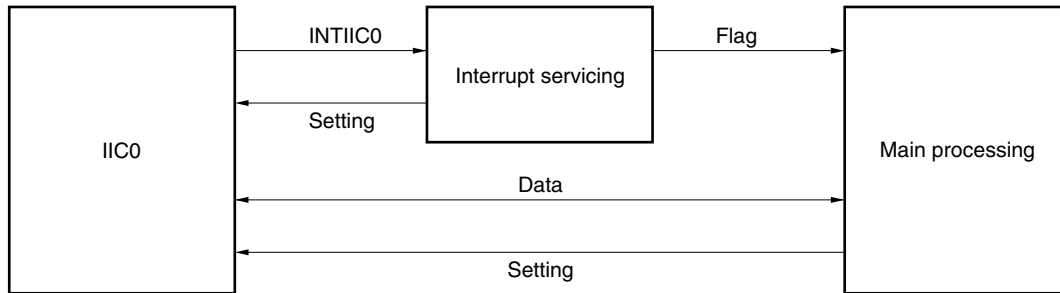 INTIIC0
Flag
Interrupt servicing
Setting
IIC0
Main processing
Data
Setting